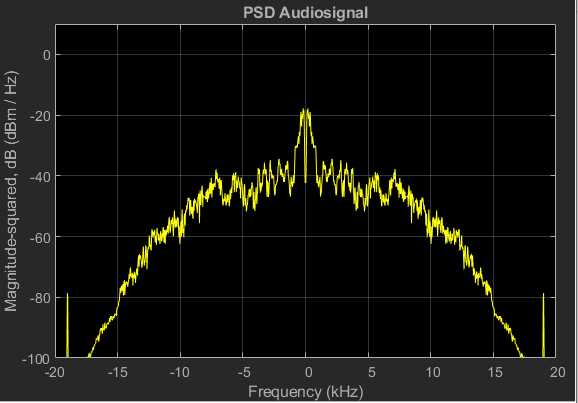 PSD Audiosignal
Magnitude-squared, dB (dBm / Hz)
0
-20
-40
-60
-80
-100
-20 -15 -10 -5 0 5 10 15 20
Frequency (kHz)